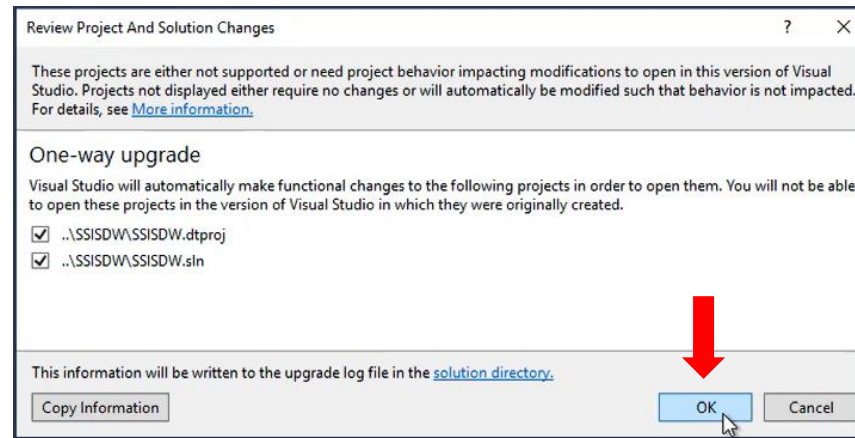 Review Project And Solution Changes
?
These projects are either not supported or need project behavior impacting modifications to open in this version of Visual
Studio. Projects not displayed either require no changes or will automatically be modified such that behavior is not impacted.
For details, see More information.
One-way upgrade
Visual Studio will automatically make functional changes to the following projects in order to open them. You will not be able
to open these projects in the version of Visual Studio in which they were originally created.
..\SSISDW\SSISDW.dtproj
..\SSISDW\SSISDW.sln
This information will be written to the upgrade log file in the solution directory.
Copy Information
OK
Cancel